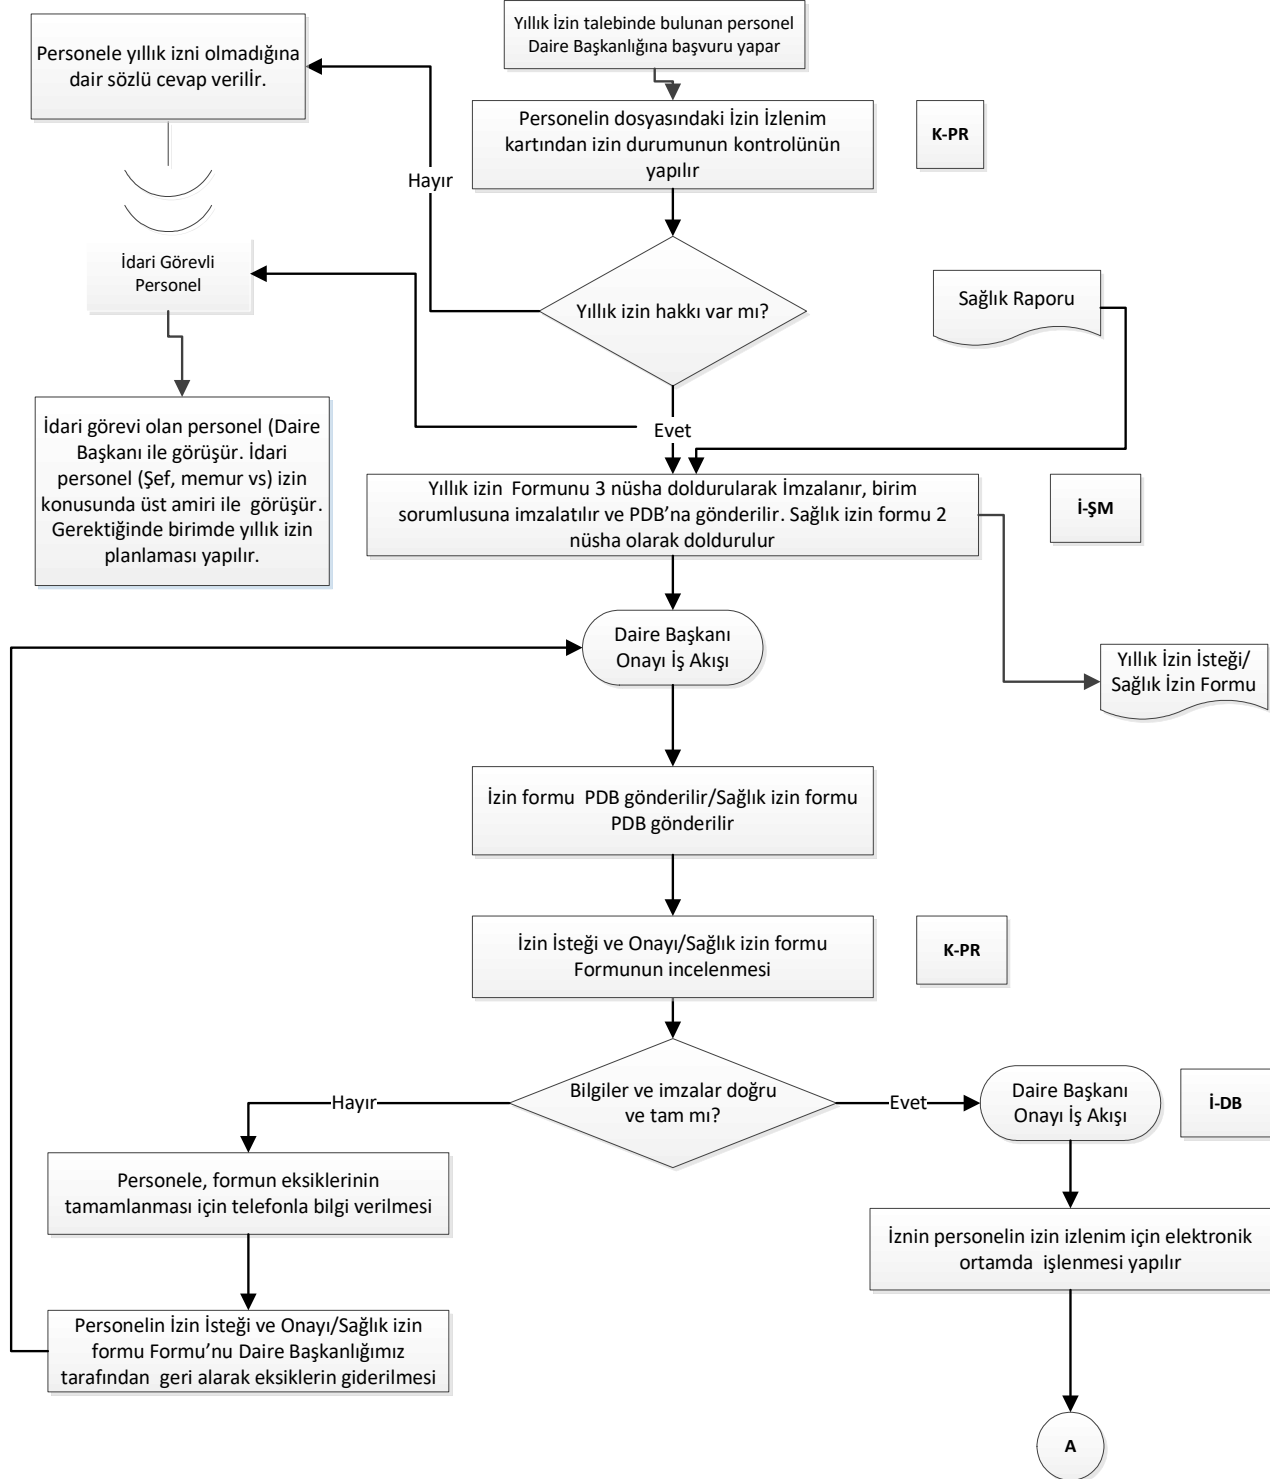 Yıllık İzin talebinde bulunan personel
Daire Başkanlığına başvuru yapar
Personele yıllık izni olmadığına
dair sözlü cevap verilİr.
Personelin dosyasındaki İzin İzlenim
kartından izin durumunun kontrolünün
yapılır
K-PR
Hayır
İdari Görevli
Personel
Yıllık izin hakkı var mı?
Sağlık Raporu
Evet
İdari görevi olan personel (Daire
Başkanı ile görüşür. İdari
personel (Şef, memur vs) izin
konusunda üst amiri ile görüşür.
Gerektiğinde birimde yıllık izin
planlaması yapılır.
Yıllık izin Formunu 3 nüsha doldurularak İmzalanır, birim
sorumlusuna imzalatılır ve PDB’na gönderilir. Sağlık izin formu 2
nüsha olarak doldurulur
İ-ŞM
Daire Başkanı
Onayı İş Akışı
Yıllık İzin İsteği/
Sağlık İzin Formu
İzin formu PDB gönderilir/Sağlık izin formu
PDB gönderilir
İzin İsteği ve Onayı/Sağlık izin formu
Formunun incelenmesi
K-PR
Bilgiler ve imzalar doğru
ve tam mı?
Hayır
Evet
Daire Başkanı
Onayı İş Akışı
İ-DB
Personele, formun eksiklerinin
tamamlanması için telefonla bilgi verilmesi
İznin personelin izin izlenim için elektronik
ortamda işlenmesi yapılır
Personelin İzin İsteği ve Onayı/Sağlık izin
formu Formu’nu Daire Başkanlığımız
tarafından geri alarak eksiklerin giderilmesi
A